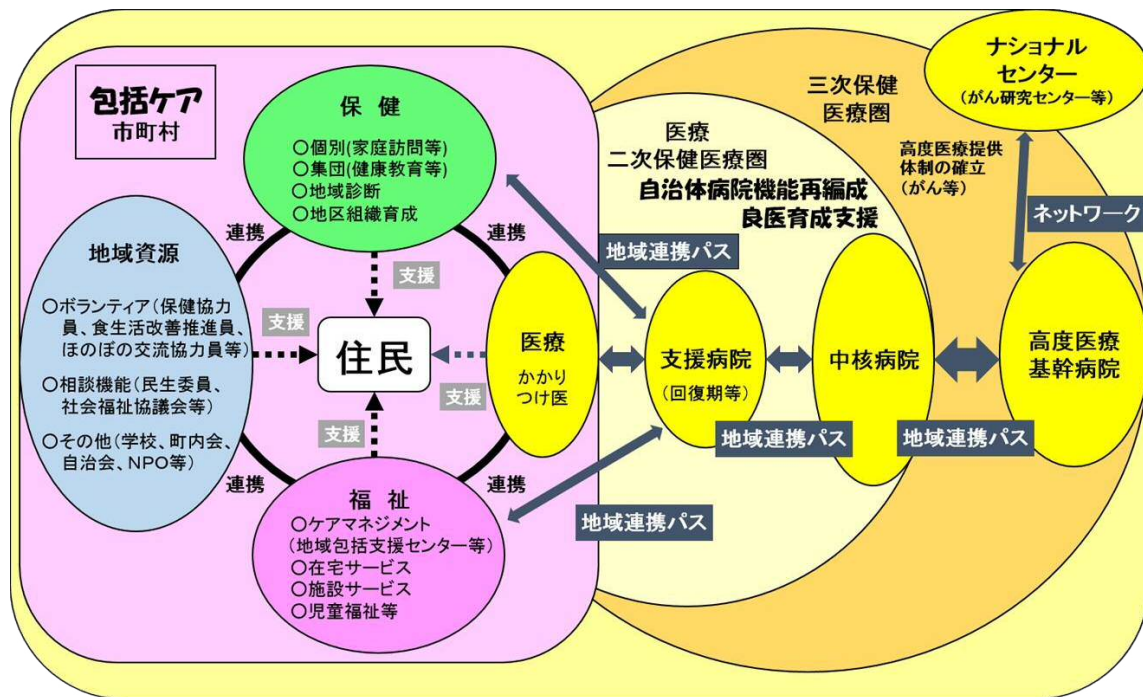 包括ケア
市町村
保 健
○個別(家庭訪問等)
○集団(健康教育等)
○地域診断
○地区組織育成
連携
連携
地域資源
○ボランティア(保健協力
員、食生活改善推進員、
ほのぼの交流協力員等)
○相談機能(民生委員、
社会福祉協議会等)
○その他(学校、町内会、
自治会、NPO等)
支援
支援
住民
支援
支援
医療
かかり
つけ医
連携
連携
福 祉
○ケアマネジメント
(地域包括支援センター等)
○在宅サービス
○施設サービス
○児童福祉等
医療
二次保健医療圏
自治体病院機能再編成
良医育成支援
地域連携パス
支援病院
(回復期等)
中核病院
地域連携パス
地域連携パス
地域連携パス
三次保健
医療圏
ナショナル
センター
(がん研究センター等)
高度医療提供
体制の確立
(がん等)
ネットワーク
高度医療
基幹病院